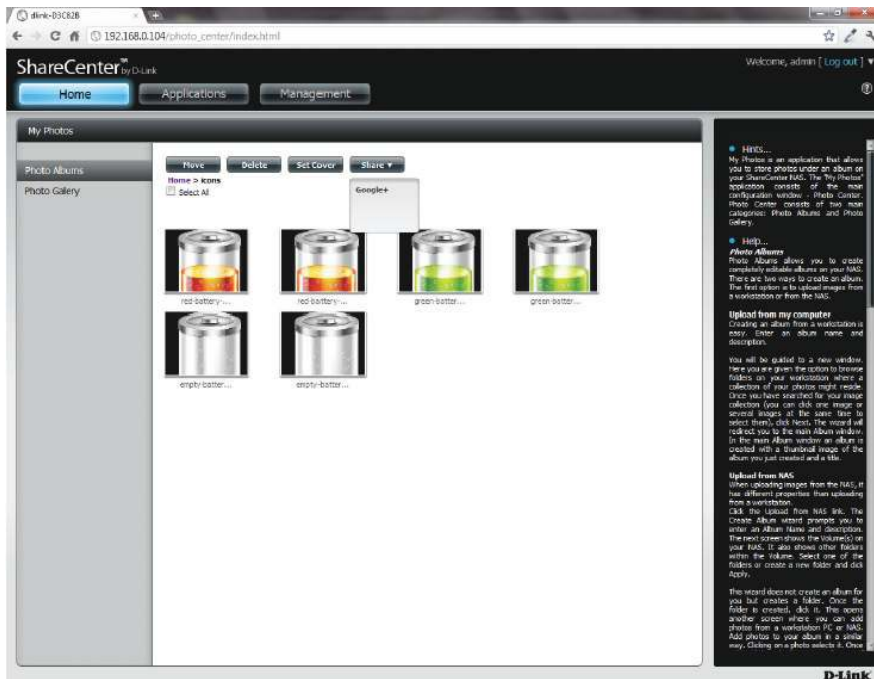 dlink-D3C82B
192.168.0.104/photo_center/index.html
ShareCenter™ by D-Link
Welcome, admin [ Log out ]
Home
Applications
Management
My Photos
Photo Albums
Photo Gallery
Move
Delete
Set Cover
Share ▼
Home > icons
Select All
Google+
red-battery-...
red-battery-...
green-batter...
green-batter...
empty-batter...
empty-batter...
Hints...
My Photos is an application that allows
you to store photos under an album on
your ShareCenter NAS. The "My Photos"
application consists of the main
configuration window - Photo Center.
Photo Center consists of two main
categories: Photo Albums and Photo
Gallery.
Help...
Photo Albums
Photo Albums allows you to create
completely editable albums on your NAS.
There are two ways to create an album.
The first option is to upload images from
a workstation or from the NAS.
Upload from my computer
Creating an album from a workstation is
easy. Enter an album name and
description.
You will be guided to a new window.
Here you are given the option to browse
folders on your workstation where a
collection of your photos might reside.
Once you have searched for your image
collection (you can click one image or
several images at the same time to
select them), click Next. The wizard will
redirect you to the main Album window.
In the main Album window an album is
created with a thumbnail image of the
album you just created and a title.
Upload from NAS
When uploading images from the NAS, it
has different properties than uploading
from a workstation.
Click the Upload from NAS link. The
Create Album wizard prompts you to
enter an Album Name and description.
The next screen shows the Volume(s) on
your NAS. It also shows other folders
within the Volume. Select one of the
folders or create a new folder and click
Apply.
This wizard does not create an album for
you but creates a folder. Once the
folder is created, click it. This opens
another screen where you can add
photos from a workstation PC or NAS.
Add photos to your album in a similar
way. Clicking on a photo selects it. Once
D-Link